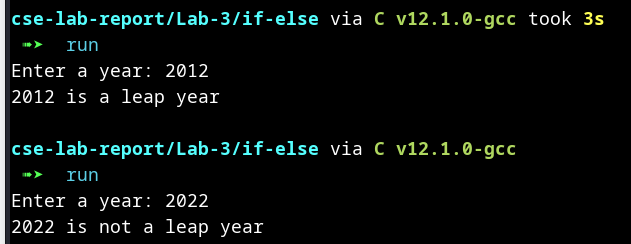 cse-lab-report/Lab-3/if-else via C v12.1.0-gcc took 3s
➠➤ run
Enter a year: 2012
2012 is a leap year
cse-lab-report/Lab-3/if-else via C v12.1.0-gcc
➠➤ run
Enter a year: 2022
2022 is not a leap year